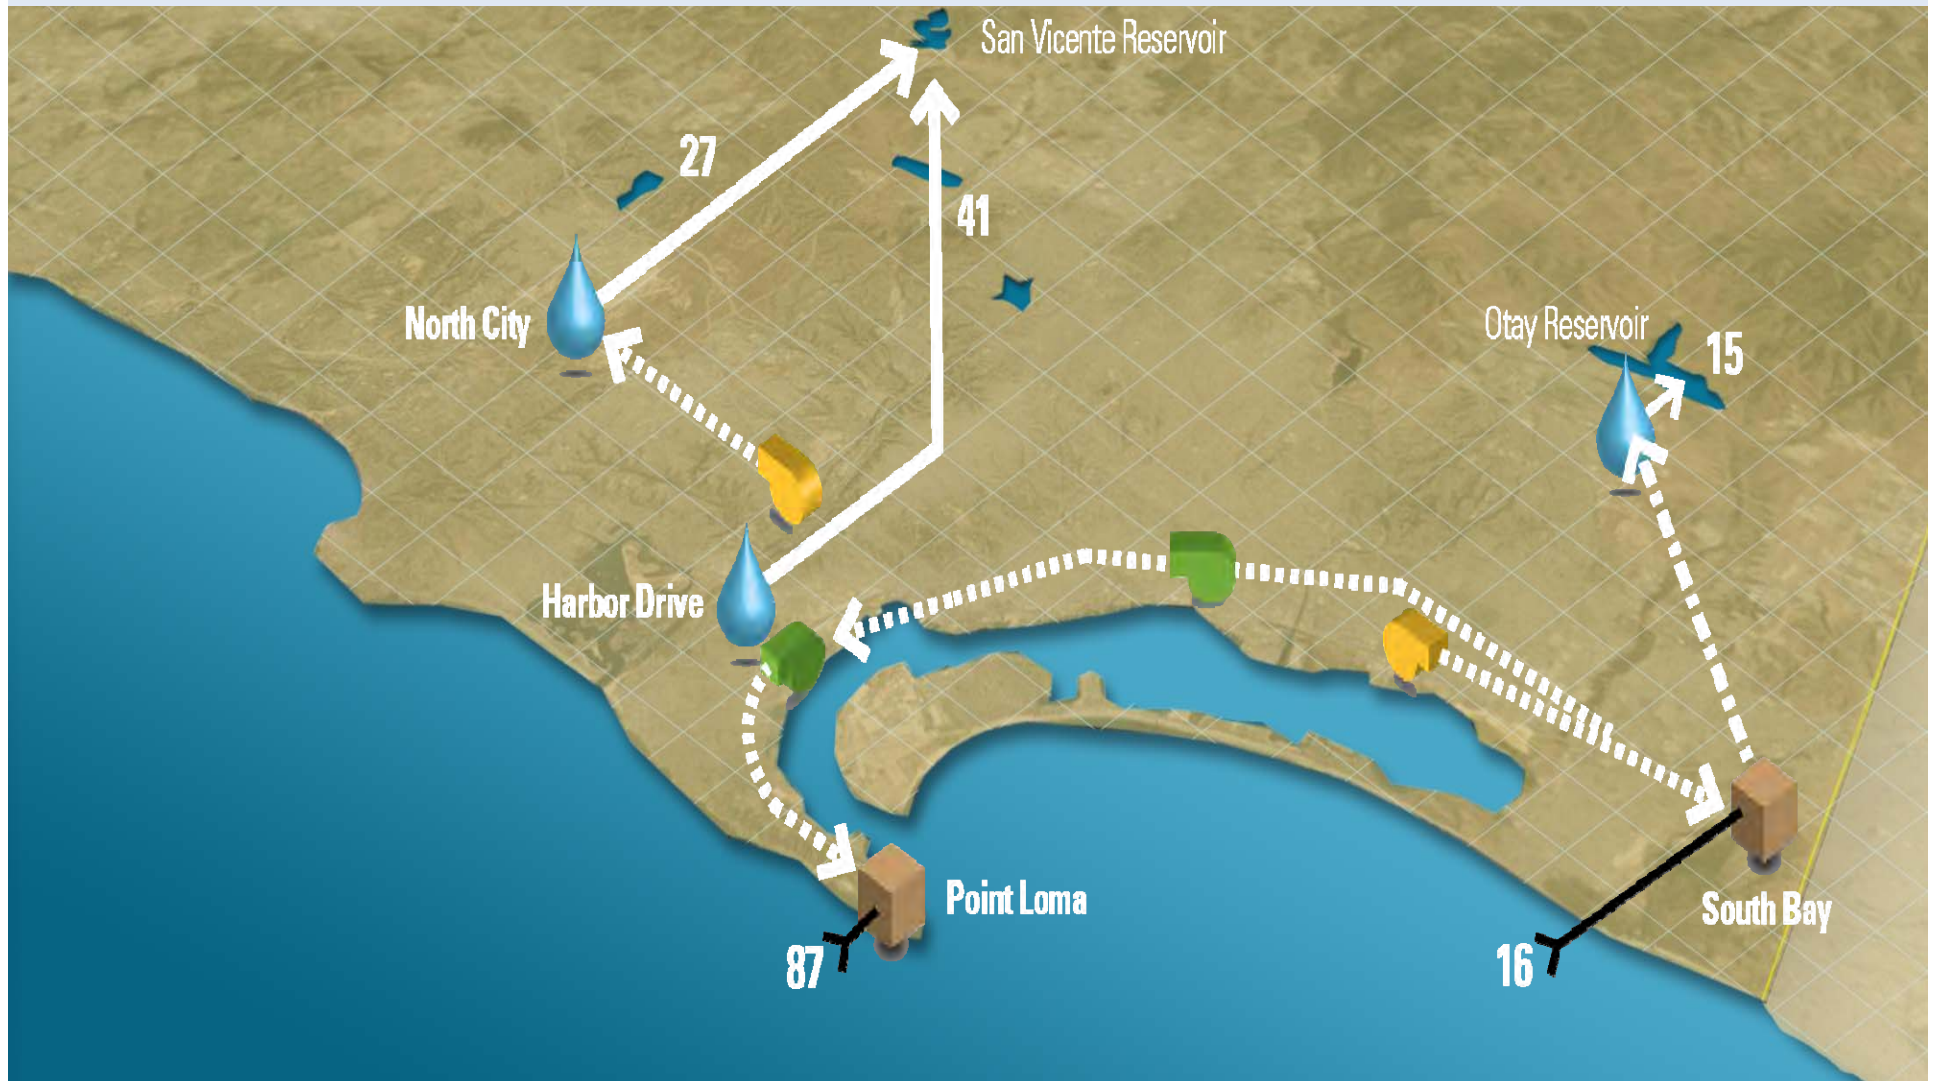 San Vicente Reservoir
27
41
North City
Otay Reservoir
15
Harbor Drive
Point Loma
South Bay
87
16